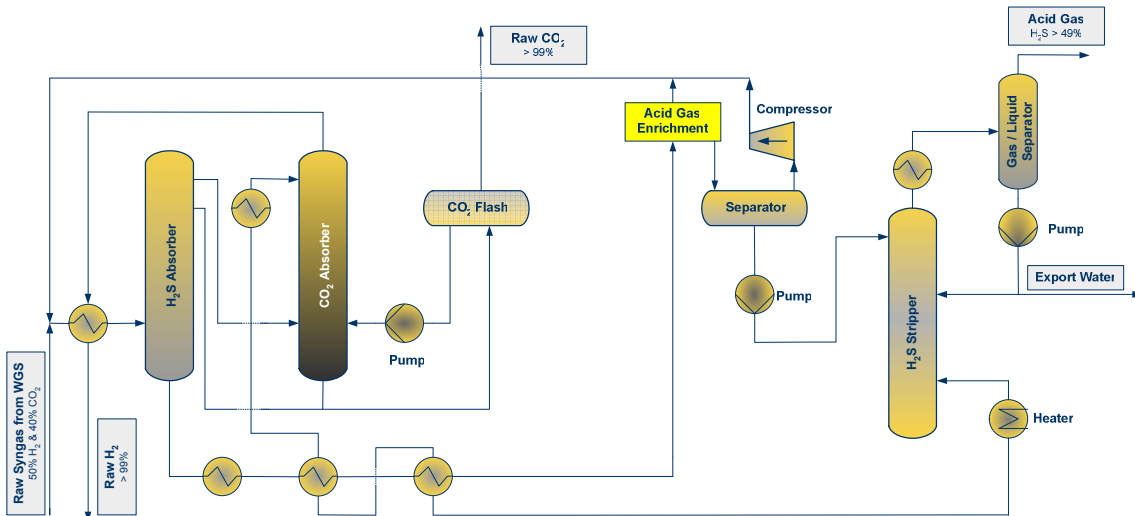 Raw CO2
> 99%
Acid Gas
H2S > 49%
Acid Gas
Enrichment
Compressor
Gas / Liquid
Separator
H2S Absorber
CO2 Absorber
CO2 Flash
Separator
Pump
Export Water
Pump
Pump
H2S Stripper
Heater
Raw Syngas from WGS
50% H2 & 40% CO2
Raw H2
> 99%